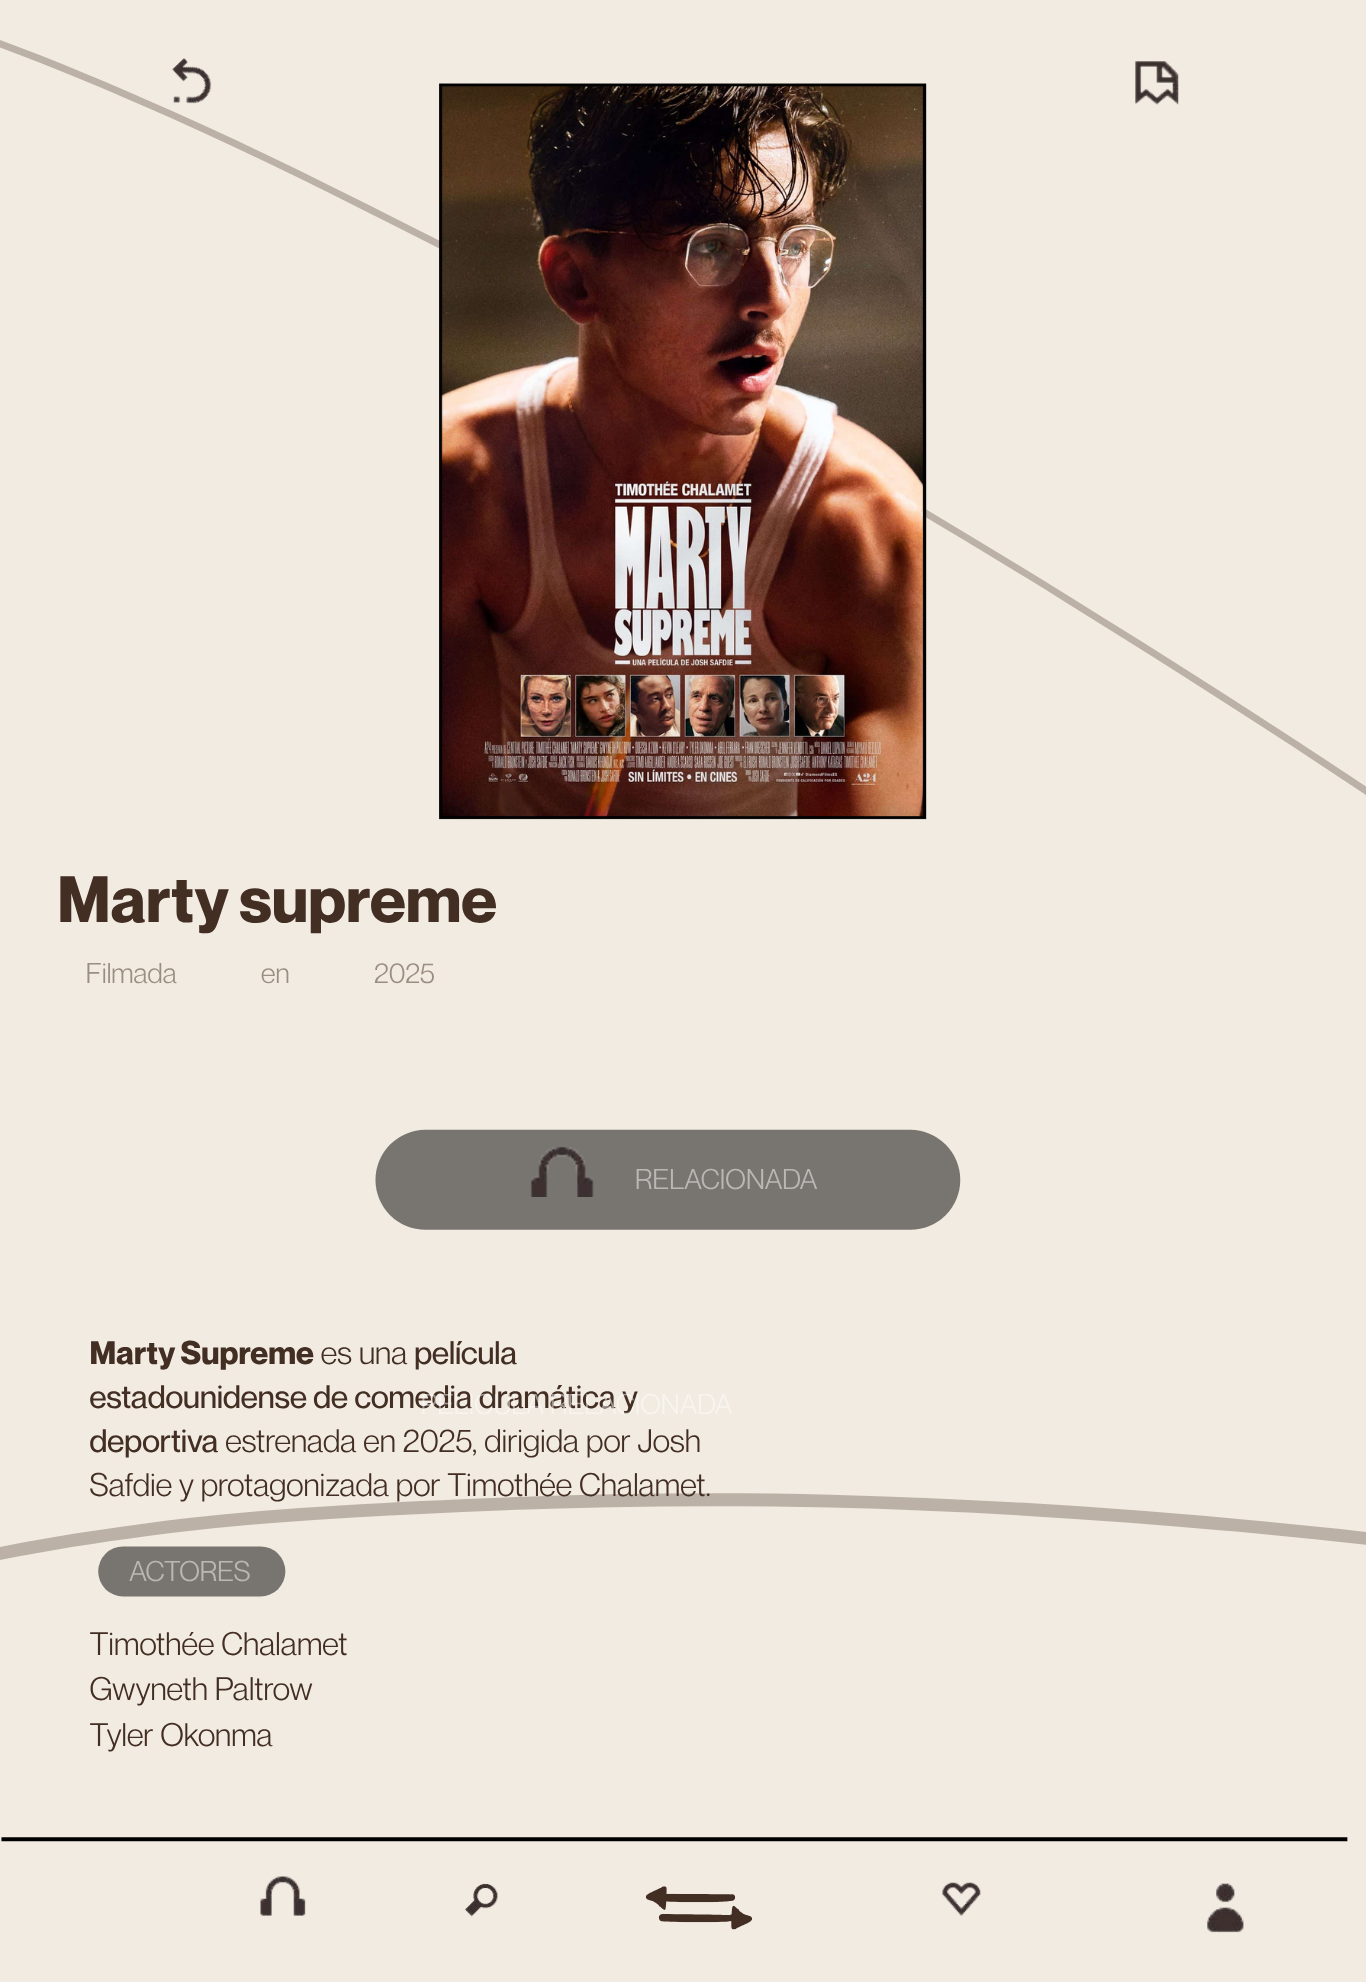 TIMOTHÉE CHALAMET
MARTY
SUPREME
UNA PELÍCULA DE JOSH SAFDIE
SIN LÍMITES • EN CINES
A24
Marty supreme
Filmada en 2025
RELACIONADA
Marty Supreme es una película
estadounidense de comedia dramática y
deportiva estrenada en 2025, dirigida por Josh
Safdie y protagonizada por Timothée Chalamet.
ACTORES
Timothée Chalamet
Gwyneth Paltrow
Tyler Okonma